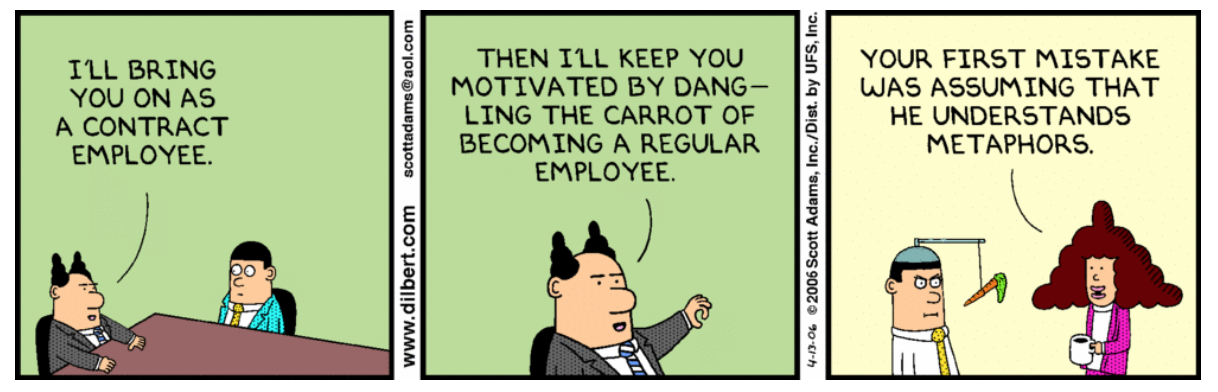 I'LL BRING
YOU ON AS
A CONTRACT
EMPLOYEE.
www.dilbert.com scottadams@aol.com
THEN I'LL KEEP YOU
MOTIVATED BY DANG—
LING THE CARROT OF
BECOMING A REGULAR
EMPLOYEE.
4-13-06 ©2006 Scott Adams, Inc./Dist. by UFS, Inc.
YOUR FIRST MISTAKE
WAS ASSUMING THAT
HE UNDERSTANDS
METAPHORS.